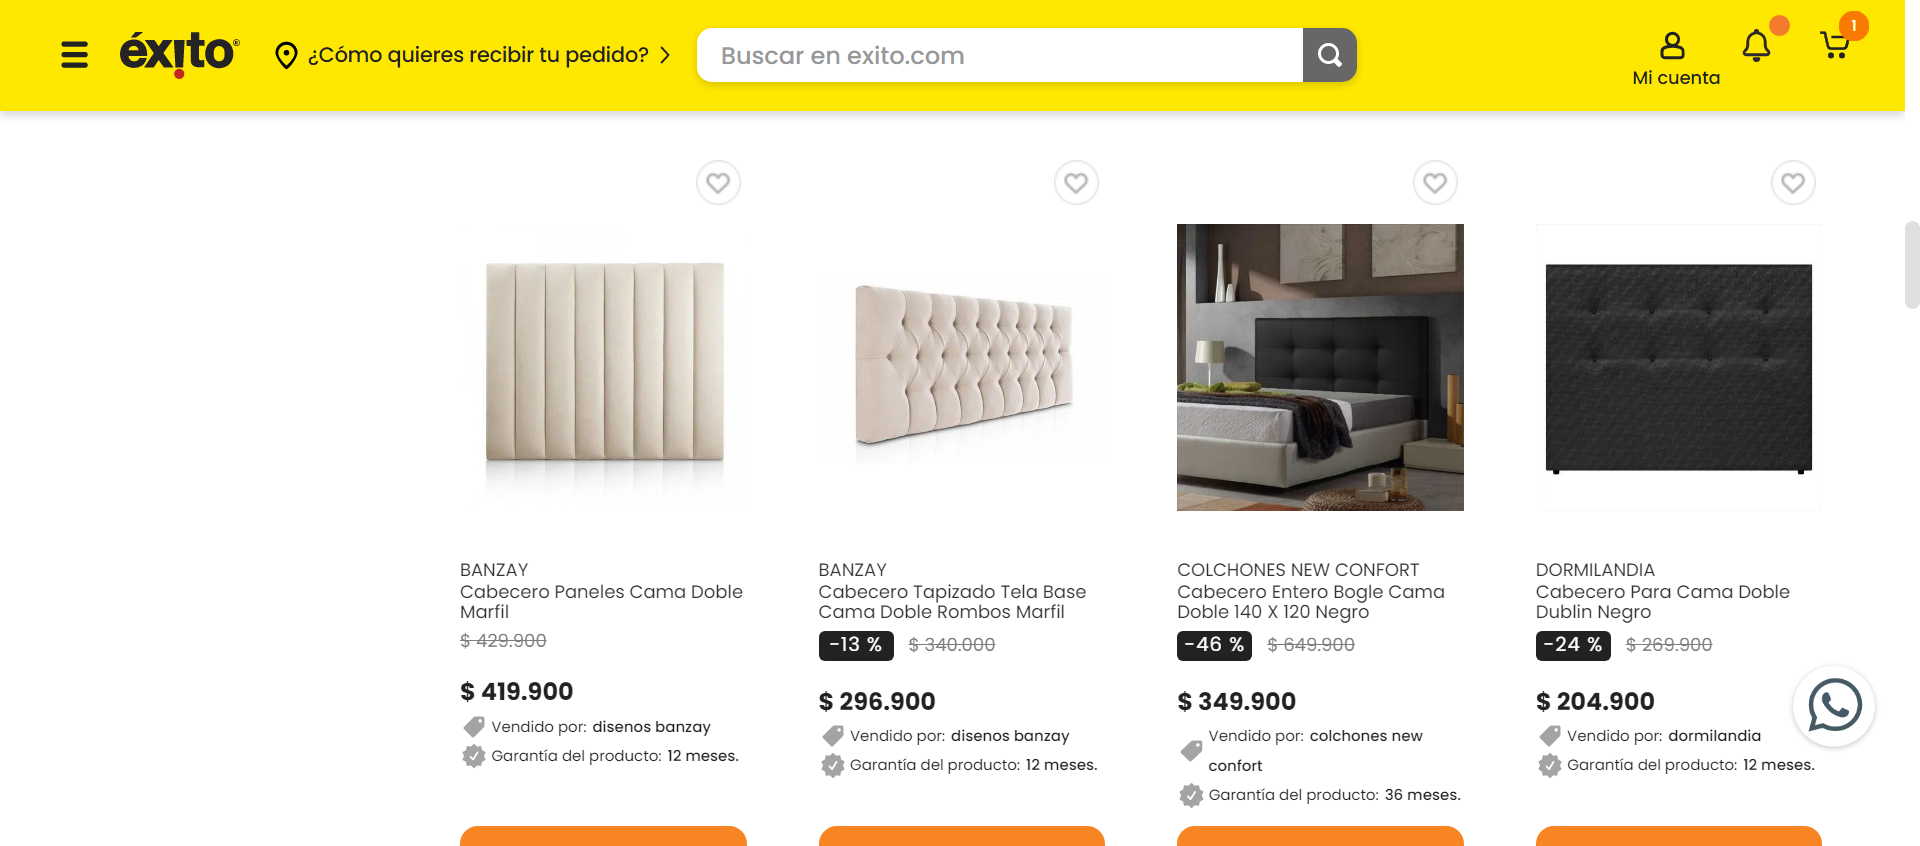 éxito®
¿Cómo quieres recibir tu pedido?
Buscar en exito.com
Mi cuenta
1
BANZAY
Cabecero Paneles Cama Doble
Marfil
$ 429.900
$ 419.900
Vendido por: disenos banzay
Garantía del producto: 12 meses.
BANZAY
Cabecero Tapizado Tela Base
Cama Doble Rombos Marfil
-13 % $ 340.000
$ 296.900
Vendido por: disenos banzay
Garantía del producto: 12 meses.
COLCHONES NEW CONFORT
Cabecero Entero Bogle Cama
Doble 140 X 120 Negro
-46 % $ 649.900
$ 349.900
Vendido por: colchones new
confort
Garantía del producto: 36 meses.
DORMILANDIA
Cabecero Para Cama Doble
Dublin Negro
-24 % $ 269.900
$ 204.900
Vendido por: dormilandia
Garantía del producto: 12 meses.